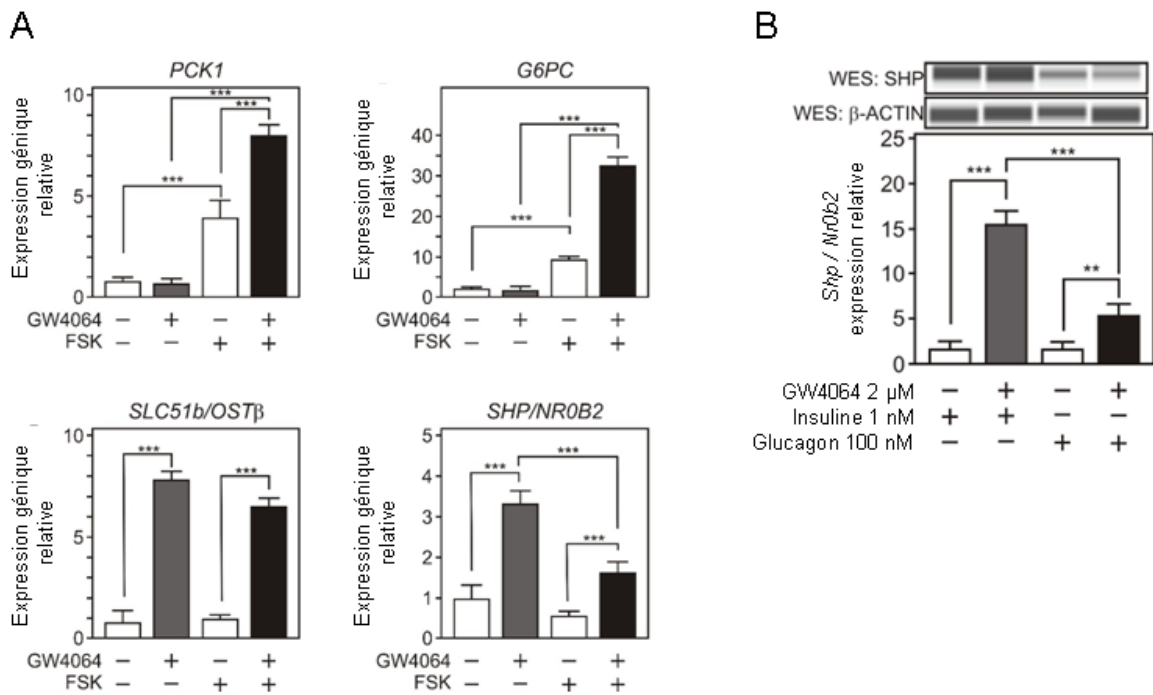 A
PCK1
Expression génique
relative
10
5
0
***
***
***
GW4064 – + – +
FSK – – + +
G6PC
Expression génique
relative
40
30
20
10
0
***
***
***
GW4064 – + – +
FSK – – + +
SLC51b/OSTβ
Expression génique
relative
10
5
0
***
***
GW4064 – + – +
FSK – – + +
SHP/NR0B2
Expression génique
relative
5
4
3
2
1
0
***
***
***
GW4064 – + – +
FSK – – + +
B
WES: SHP
WES: β-ACTIN
Shp / Nr0b2
expression relative
25
20
15
10
5
0
***
***
**
GW4064 2 µM – + – +
Insuline 1 nM + + – –
Glucagon 100 nM – – + +